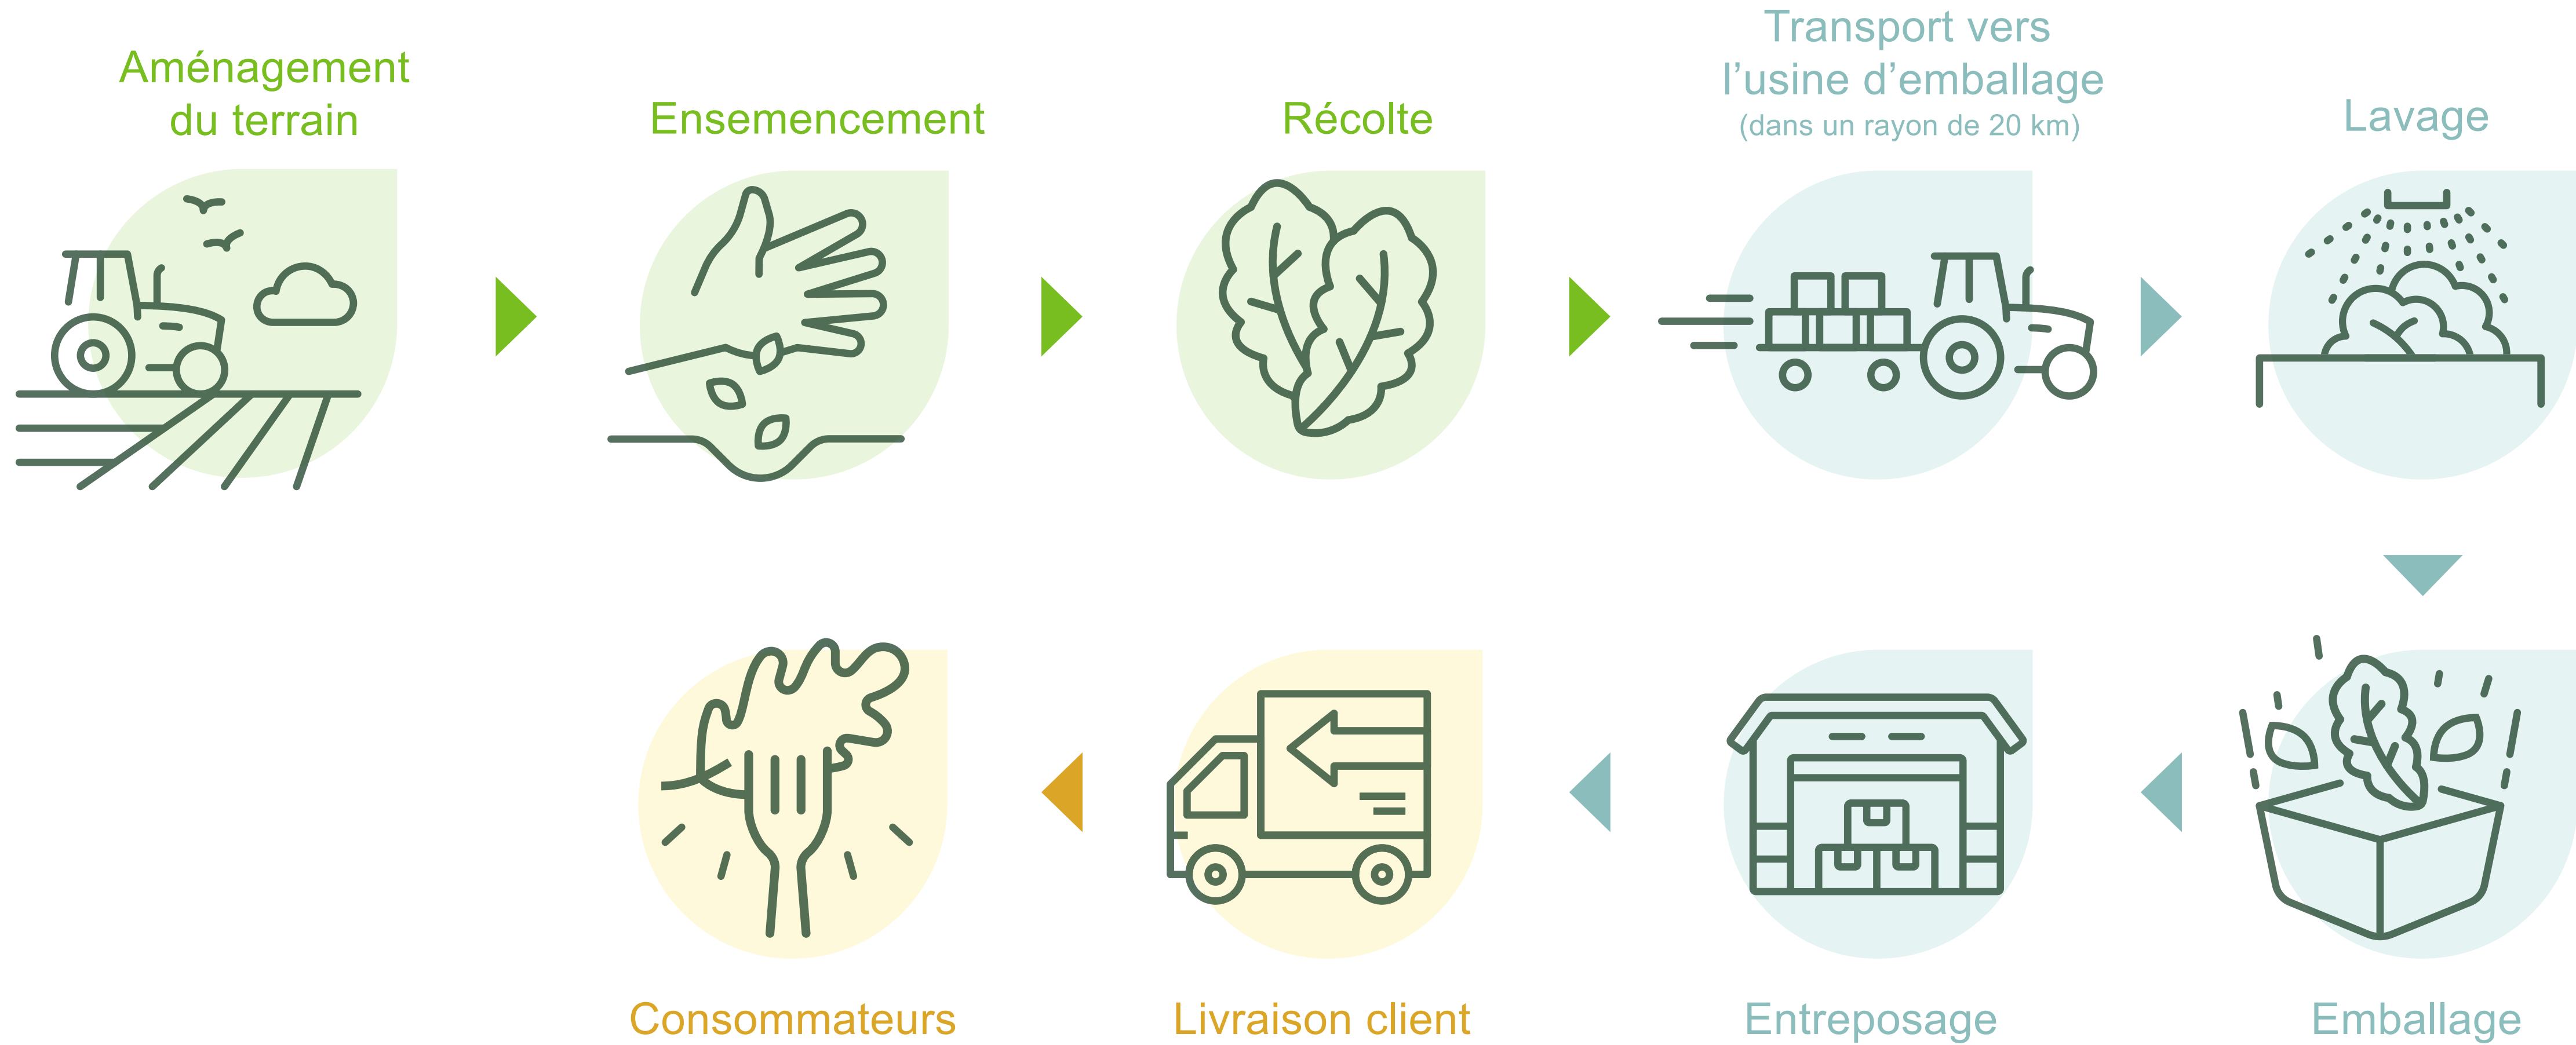 Aménagement
du terrain
Ensemencement
Récolte
Transport vers
l’usine d’emballage
(dans un rayon de 20 km)
Lavage
Consommateurs
Livraison client
Entreposage
Emballage